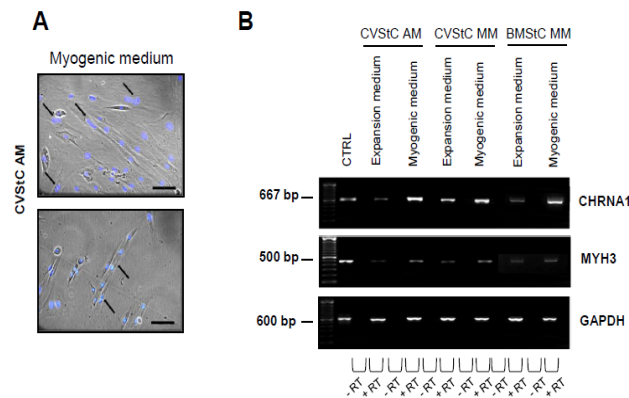 A
Myogenic medium
CVStC AM
B
CVStC AM
CVStC MM
BMStC MM
CTRL
Expansion medium
Myogenic medium
Expansion medium
Myogenic medium
Expansion medium
Myogenic medium
667 bp
CHRNA1
500 bp
MYH3
600 bp
GAPDH
- RT
+ RT
- RT
+ RT
- RT
+ RT
- RT
+ RT
- RT
+ RT
- RT
+ RT